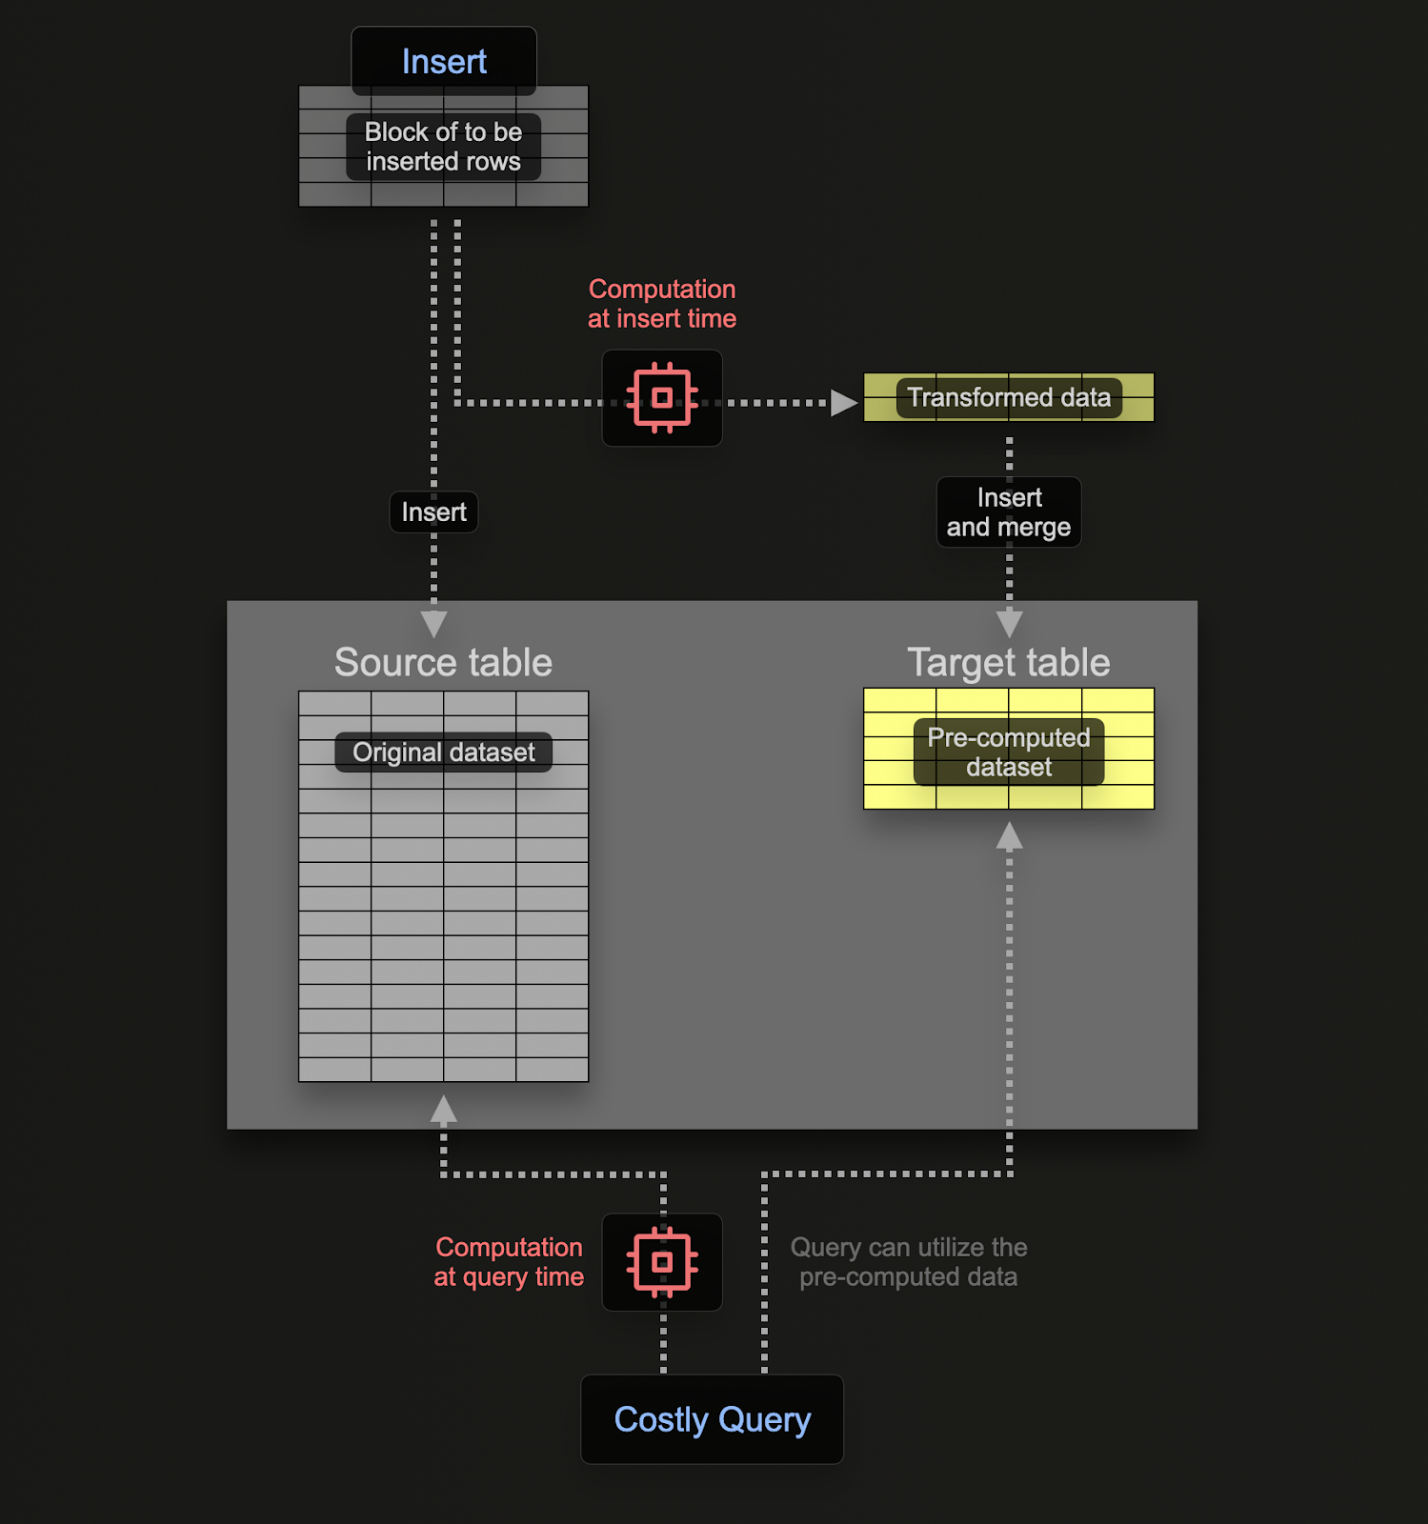 Insert
Block of to be
inserted rows
Computation
at insert time
Transformed data
Insert
Insert
and merge
Source table
Target table
Original dataset
Pre-computed
dataset
Computation
at query time
Query can utilize the
pre-computed data
Costly Query